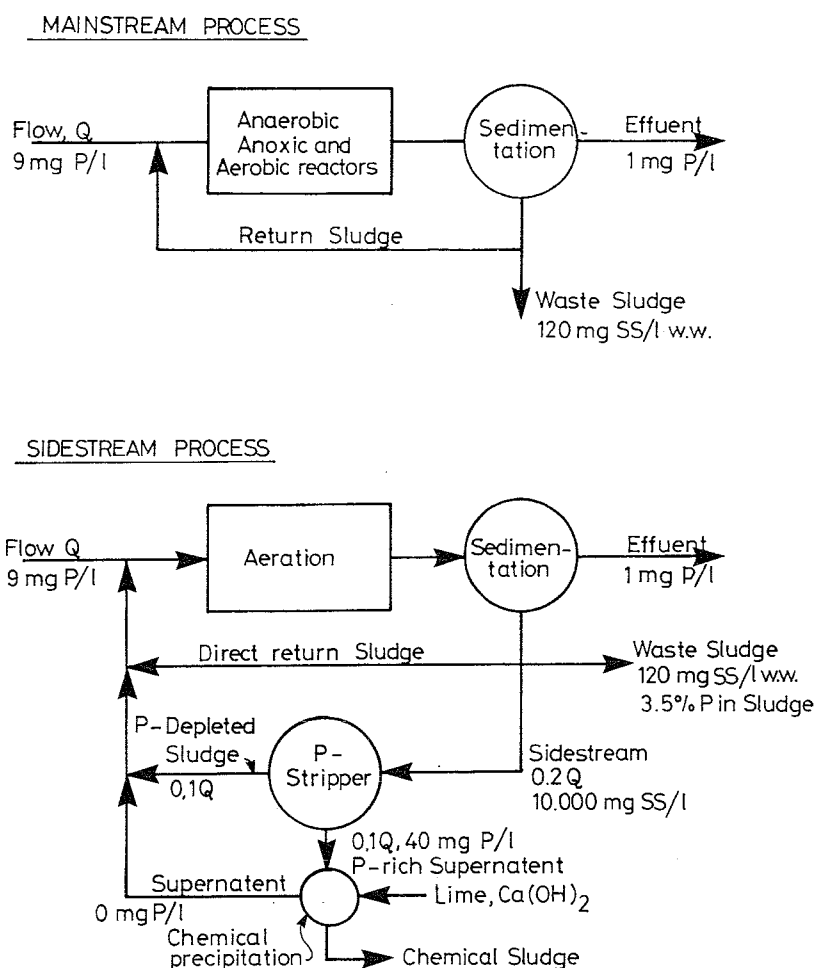 MAINSTREAM PROCESS
Flow, Q
9 mg P/l
Anaerobic
Anoxic and
Aerobic reactors
Sedimen-
tation
Effuent
1 mg P/l
Return Sludge
Waste Sludge
120 mg SS/l w.w.
SIDESTREAM PROCESS
Flow Q
9 mg P/l
Aeration
Sedimen-
tation
Effuent
1 mg P/l
Direct return Sludge
Waste Sludge
120 mg SS/l w.w.
3.5% P in Sludge
P-Depleted
Sludge
0,1Q
P-
Stripper
Sidestream
0.2Q
10.000 mg SS/l
0,1Q, 40 mg P/l
P-rich Supernatent
Lime, Ca(OH)2
Supernatent
0 mg P/l
Chemical
precipitation
Chemical Sludge